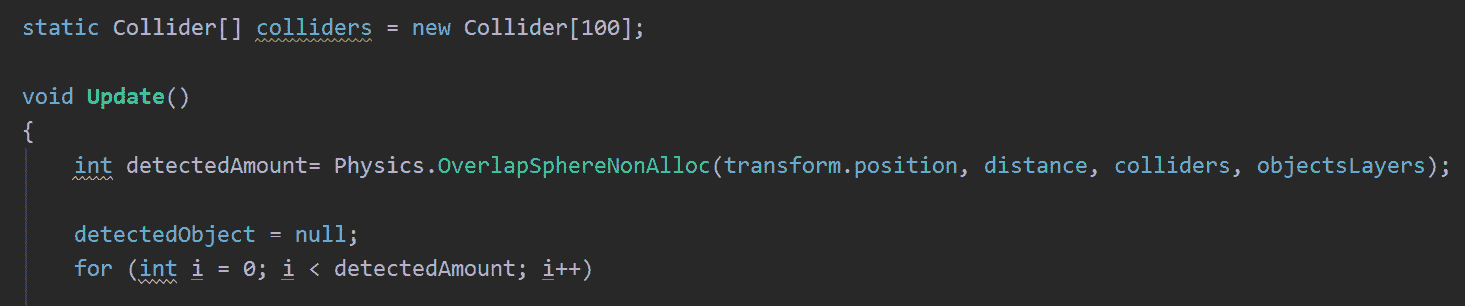 static Collider[] colliders = new Collider[100];
void Update()
{
int detectedAmount= Physics.OverlapSphereNonAlloc(transform.position, distance, colliders, objectsLayers);
detectedObject = null;
for (int i = 0; i < detectedAmount; i++)